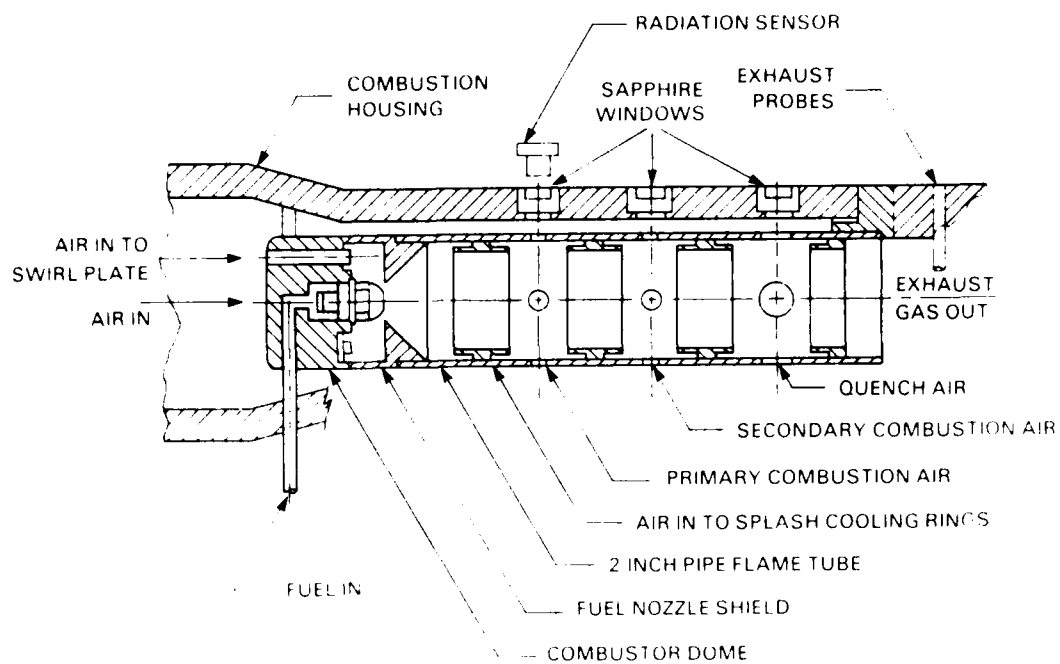 RADIATION SENSOR
COMBUSTION
HOUSING
SAPPHIRE
WINDOWS
EXHAUST
PROBES
AIR IN TO
SWIRL PLATE
AIR IN
EXHAUST
GAS OUT
QUENCH AIR
SECONDARY COMBUSTION AIR
PRIMARY COMBUSTION AIR
AIR IN TO SPLASH COOLING RINGS
2 INCH PIPE FLAME TUBE
FUEL IN
FUEL NOZZLE SHIELD
COMBUSTOR DOME